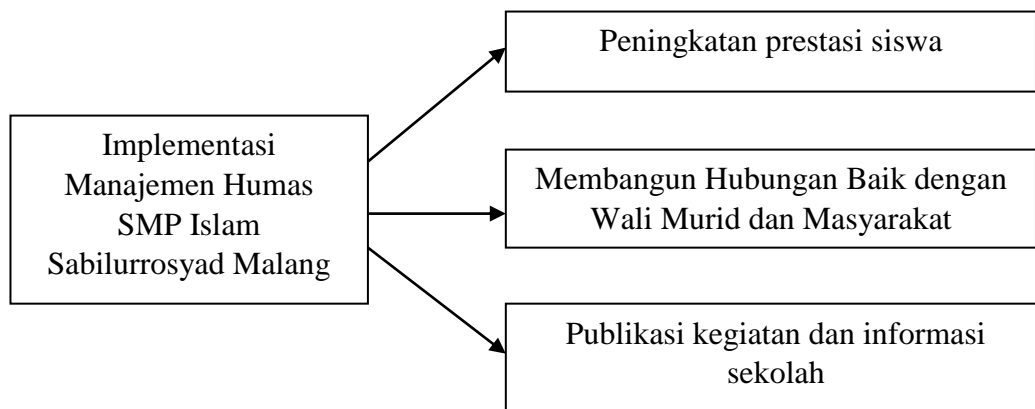 Peningkatan prestasi siswa
Implementasi
Manajemen Humas
SMP Islam
Sabilurrosyad Malang
Membangun Hubungan Baik dengan
Wali Murid dan Masyarakat
Publikasi kegiatan dan informasi
sekolah